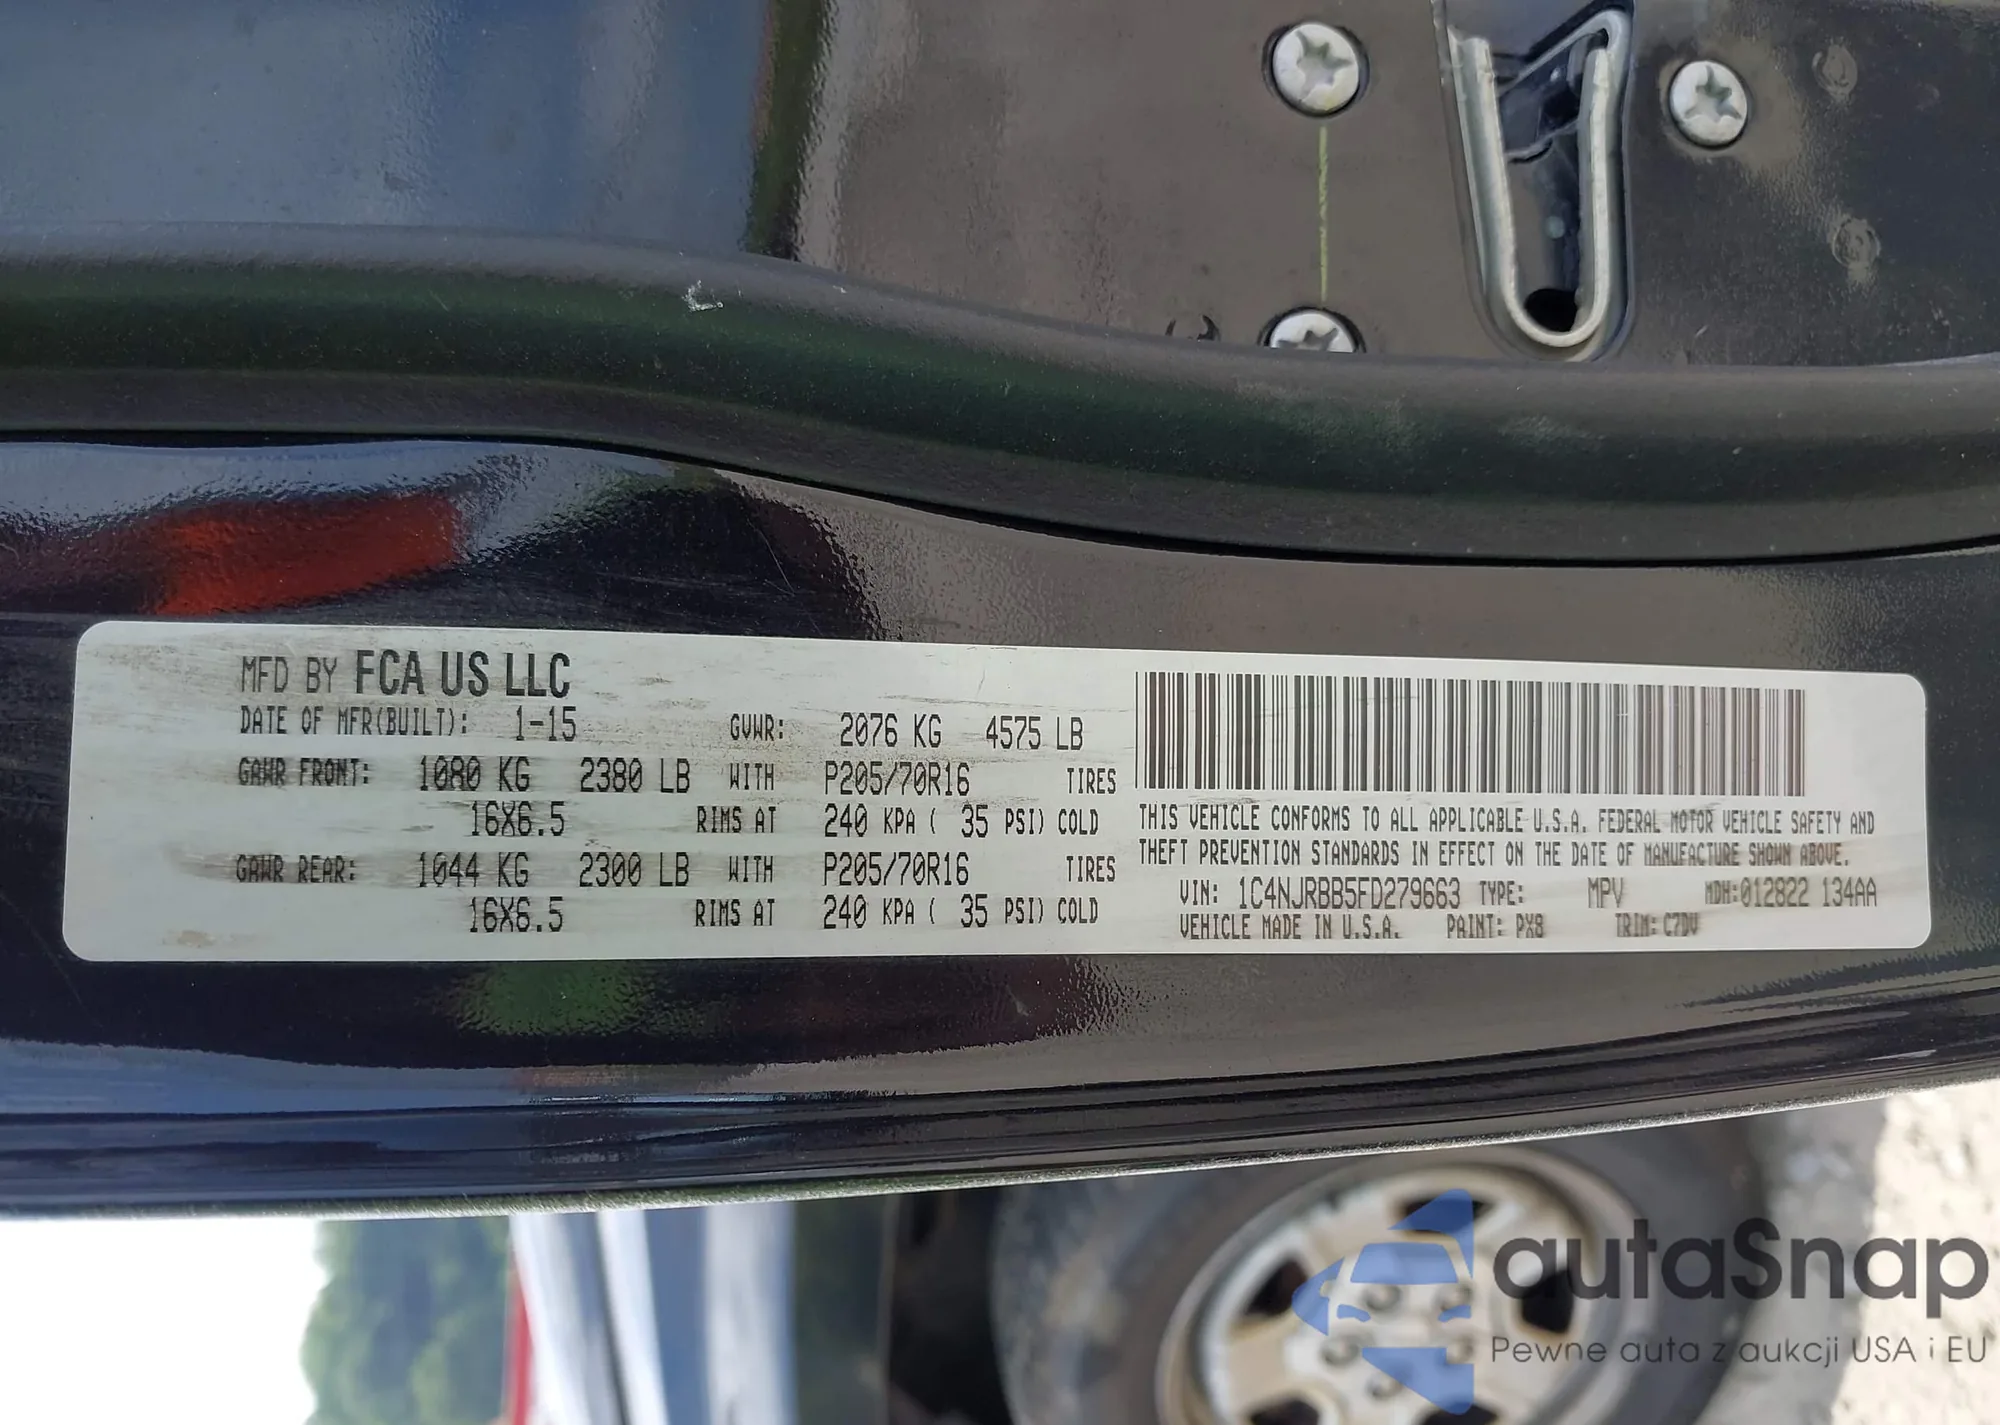 MFD BY FCA US LLC
DATE OF MFR(BUILT): 1-15 GVWR: 2076 KG 4575 LB
GAWR FRONT: 1080 KG 2380 LB WITH P205/70R16 TIRES
16X6.5 RIMS AT 240 KPA ( 35 PSI) COLD
GAWR REAR: 1044 KG 2300 LB WITH P205/70R16 TIRES
16X6.5 RIMS AT 240 KPA ( 35 PSI) COLD
THIS VEHICLE CONFORMS TO ALL APPLICABLE U.S.A. FEDERAL MOTOR VEHICLE SAFETY AND
THEFT PREVENTION STANDARDS IN EFFECT ON THE DATE OF MANUFACTURE SHOWN ABOVE.
VIN: 1C4NJRBB5FD279663 TYPE: MPV MDH:012822 134AA
VEHICLE MADE IN U.S.A. PAINT: PX8 TRIM: C7DV
autaSnap
Pewne auta z aukcji USA i EU